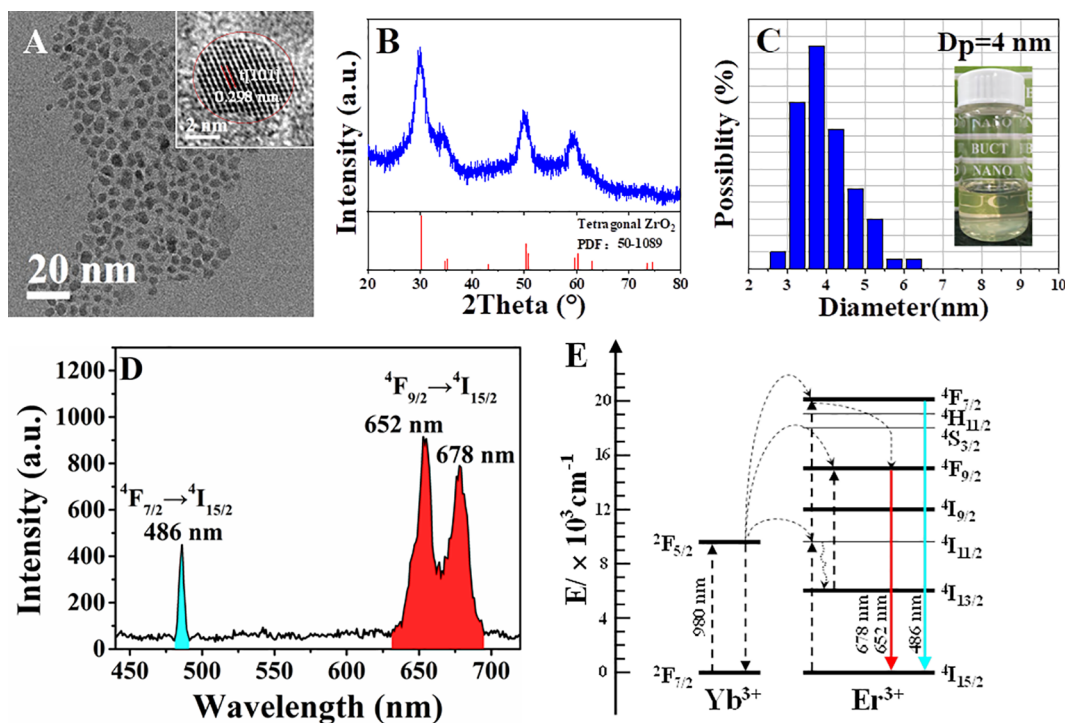 A
t[101]
0.298 nm
2 nm
20 nm
B
Intensity (a.u.)
Tetragonal ZrO₂
PDF：50-1089
20 30 40 50 60 70 80
2Theta (°)
C
Dp=4 nm
NANO
BUCT
NANO
Possiblity (%)
2 3 4 5 6 7 8 9 10
Diameter(nm)
D
1200
1000
800
600
400
200
0
Intensity (a.u.)
⁴F₉/₂→⁴I₁₅/₂
652 nm
678 nm
⁴F₇/₂→⁴I₁₅/₂
486 nm
450 500 550 600 650 700
Wavelength (nm)
E
E/ × 10³ cm⁻¹
20
16
12
8
4
0
²F₅/₂
²F₇/₂
980 nm
Yb³⁺
⁴F₇/₂
⁴H₁₁/₂
⁴S₃/₂
⁴F₉/₂
⁴I₉/₂
⁴I₁₁/₂
⁴I₁₃/₂
⁴I₁₅/₂
678 nm
652 nm
486 nm
Er³⁺